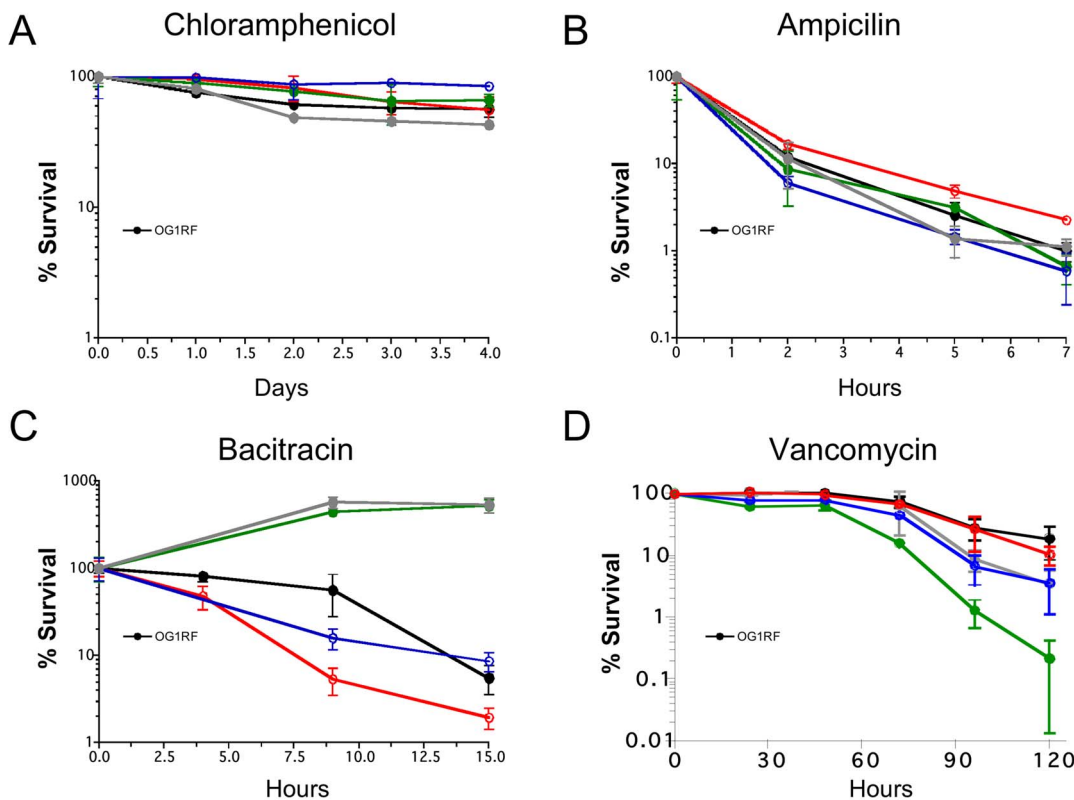 A
Chloramphenicol
100
10
1
% Survival
OG1RF
0.0 0.5 1.0 1.5 2.0 2.5 3.0 3.5 4.0
Days
B
Ampicilin
100
10
1
0.1
% Survival
OG1RF
0 1 2 3 4 5 6 7
Hours
C
Bacitracin
1000
100
10
1
% Survival
OG1RF
0.0 2.5 5.0 7.5 10.0 12.5 15.0
Hours
D
Vancomycin
100
10
1
0.1
0.01
% Survival
OG1RF
0 30 60 90 120
Hours